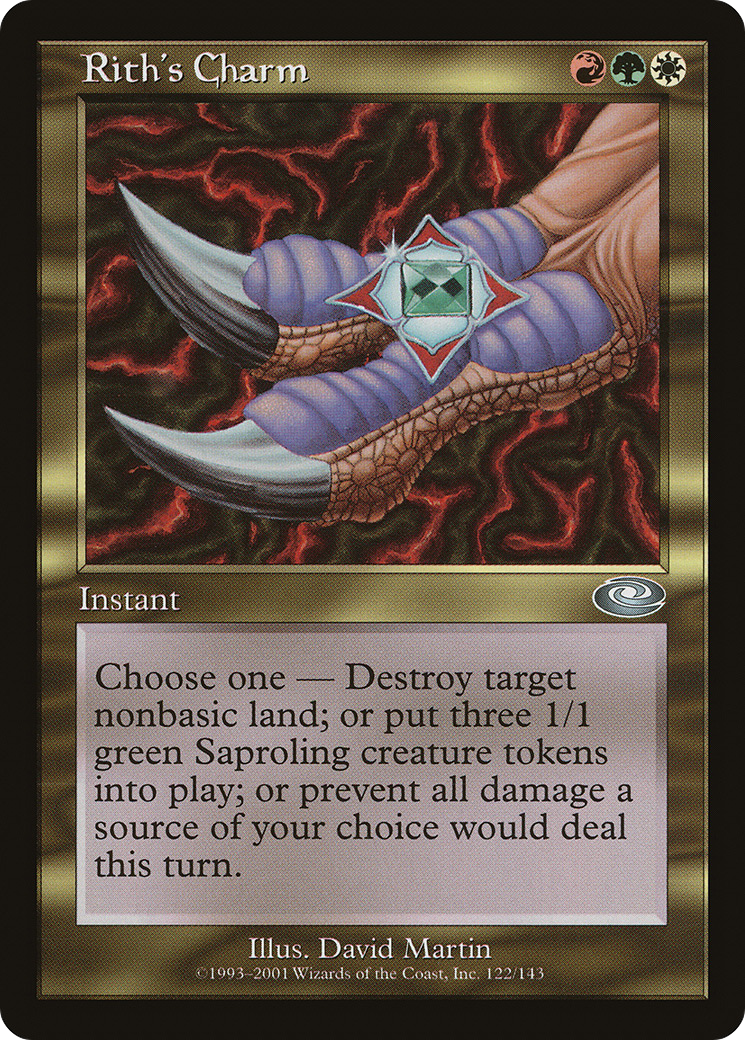 Rith's Charm
Instant
Choose one — Destroy target
nonbasic land; or put three 1/1
green Saproling creature tokens
into play; or prevent all damage a
source of your choice would deal
this turn.
Illus. David Martin
©1993–2001 Wizards of the Coast, Inc. 122/143